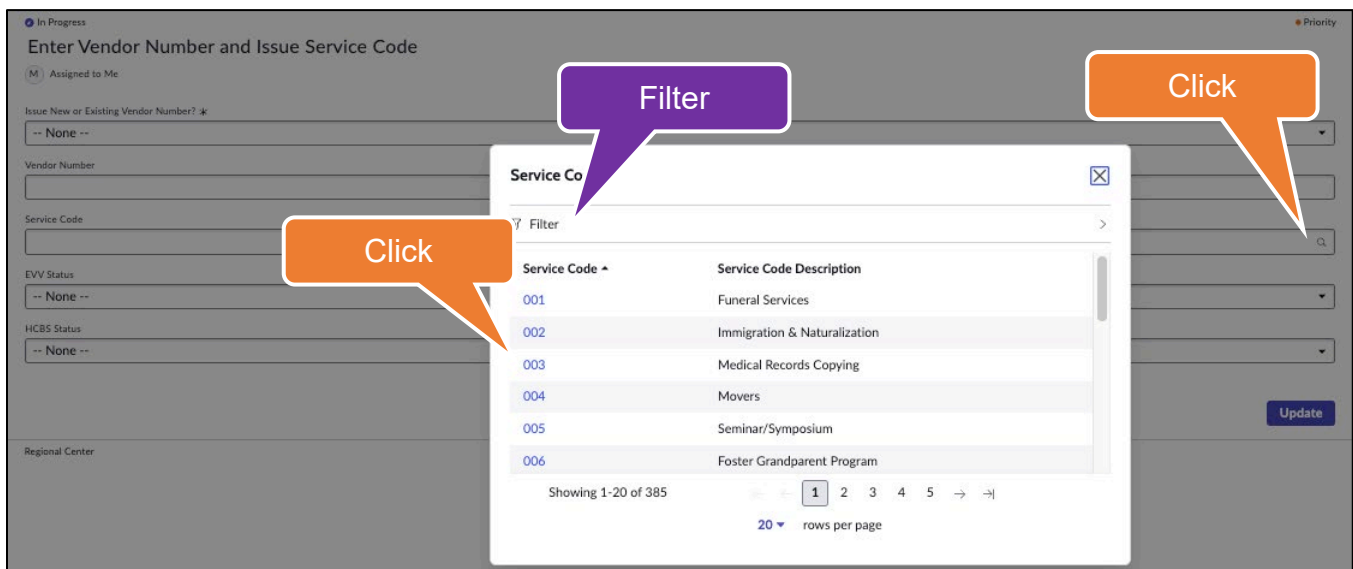 In Progress
Priority
Enter Vendor Number and Issue Service Code
M Assigned to Me
Filter
Click
Issue New or Existing Vendor Number? *
-- None --
Vendor Number
Service Co
Filter
Service Code
Click
Service Code
Service Code Description
EVV Status
-- None --
001 Funeral Services
002 Immigration & Naturalization
HCBS Status
-- None --
003 Medical Records Copying
004 Movers
Update
005 Seminar/Symposium
Regional Center
006 Foster Grandparent Program
Showing 1-20 of 385
1 2 3 4 5
20 rows per page